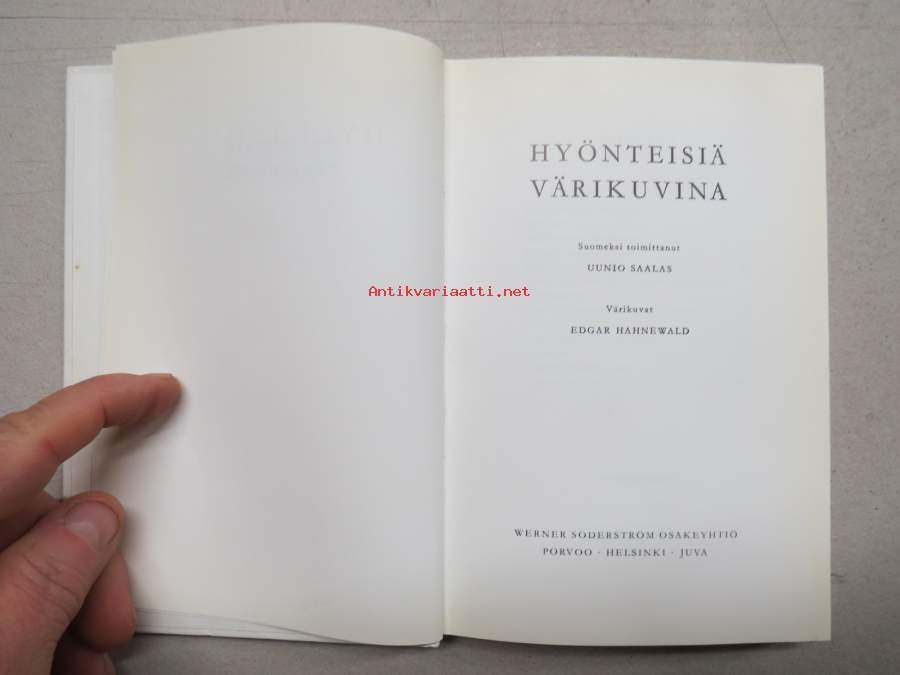 HYÖNTEISIÄ
VÄRIKUVINA
Suomeksi toimittanut
UUNIO SAALAS
Antikvariaatti.net
Värikuvat
EDGAR HAHNEWALD
WERNER SÖDERSTRÖM OSAKEYHTIÖ
PORVOO · HELSINKI · JUVA